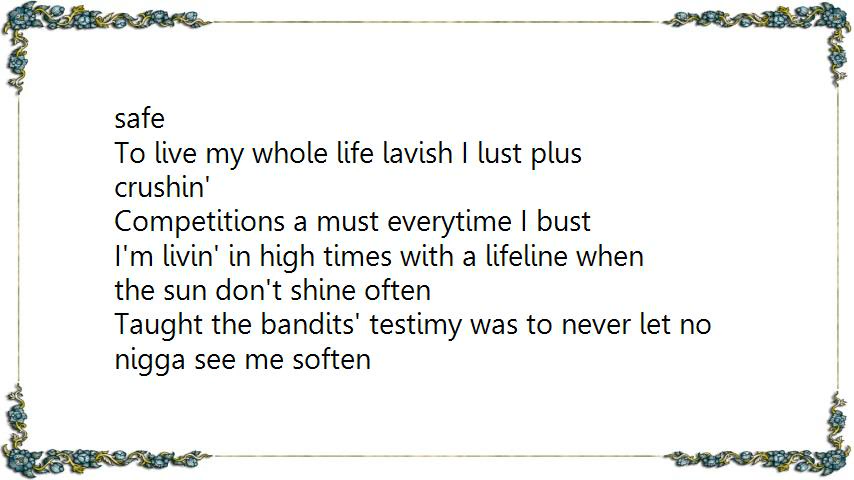 safe
To live my whole life lavish I lust plus
crushin'
Competitions a must everytime I bust
I'm livin' in high times with a lifeline when
the sun don't shine often
Taught the bandits' testimy was to never let no
nigga see me soften